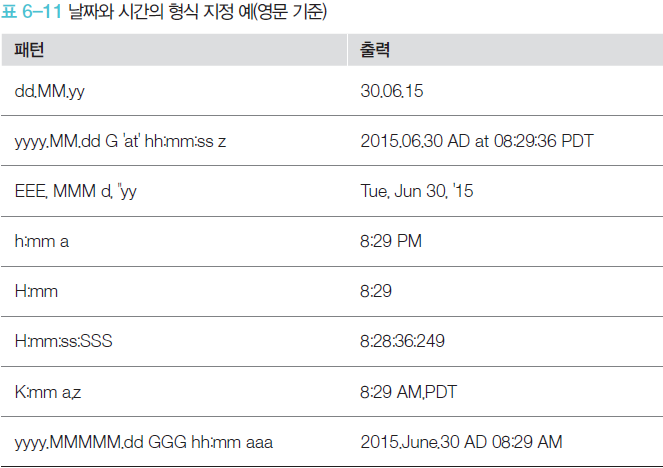 표 6-11 날짜와 시간의 형식 지정 예(영문 기준)
패턴 출력
dd.MM.yy 30.06.15
yyyy.MM.dd G 'at' hh:mm:ss z 2015.06.30 AD at 08:29:36 PDT
EEE, MMM d, ''yy Tue, Jun 30, '15
h:mm a 8:29 PM
H:mm 8:29
H:mm:ss:SSS 8:28:36:249
K:mm a,z 8:29 AM,PDT
yyyy.MMMMM.dd GGG hh:mm aaa 2015.June.30 AD 08:29 AM